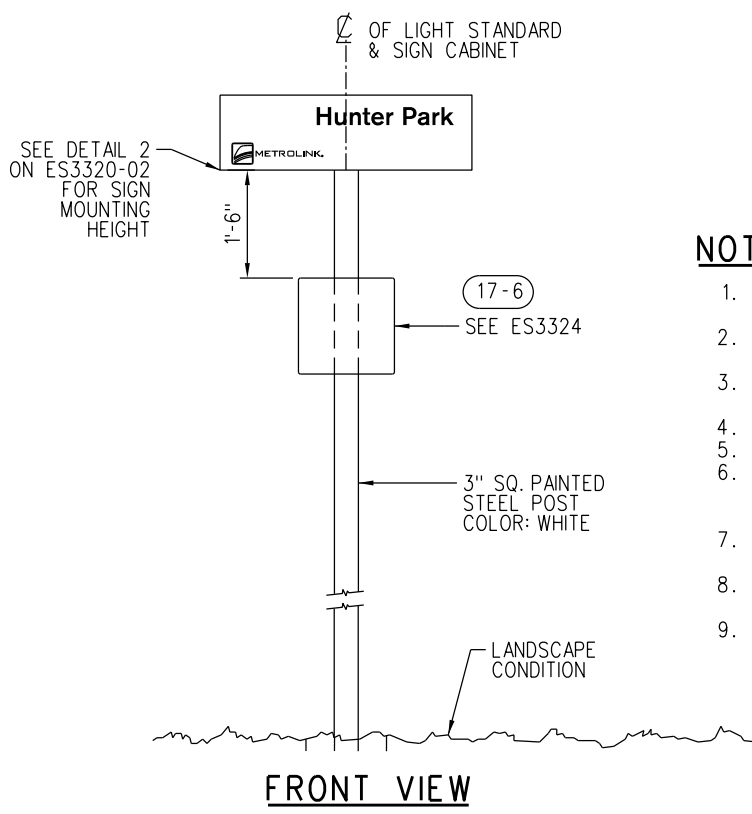 ℄ OF LIGHT STANDARD
& SIGN CABINET
Hunter Park
METROLINK.
SEE DETAIL 2
ON ES3320-02
FOR SIGN
MOUNTING
HEIGHT
1'-6"
17-6
SEE ES3324
3" SQ. PAINTED
STEEL POST
COLOR: WHITE
LANDSCAPE
CONDITION
FRONT VIEW
NOT
1.
2.
3.
4.
5.
6.
7.
8.
9.